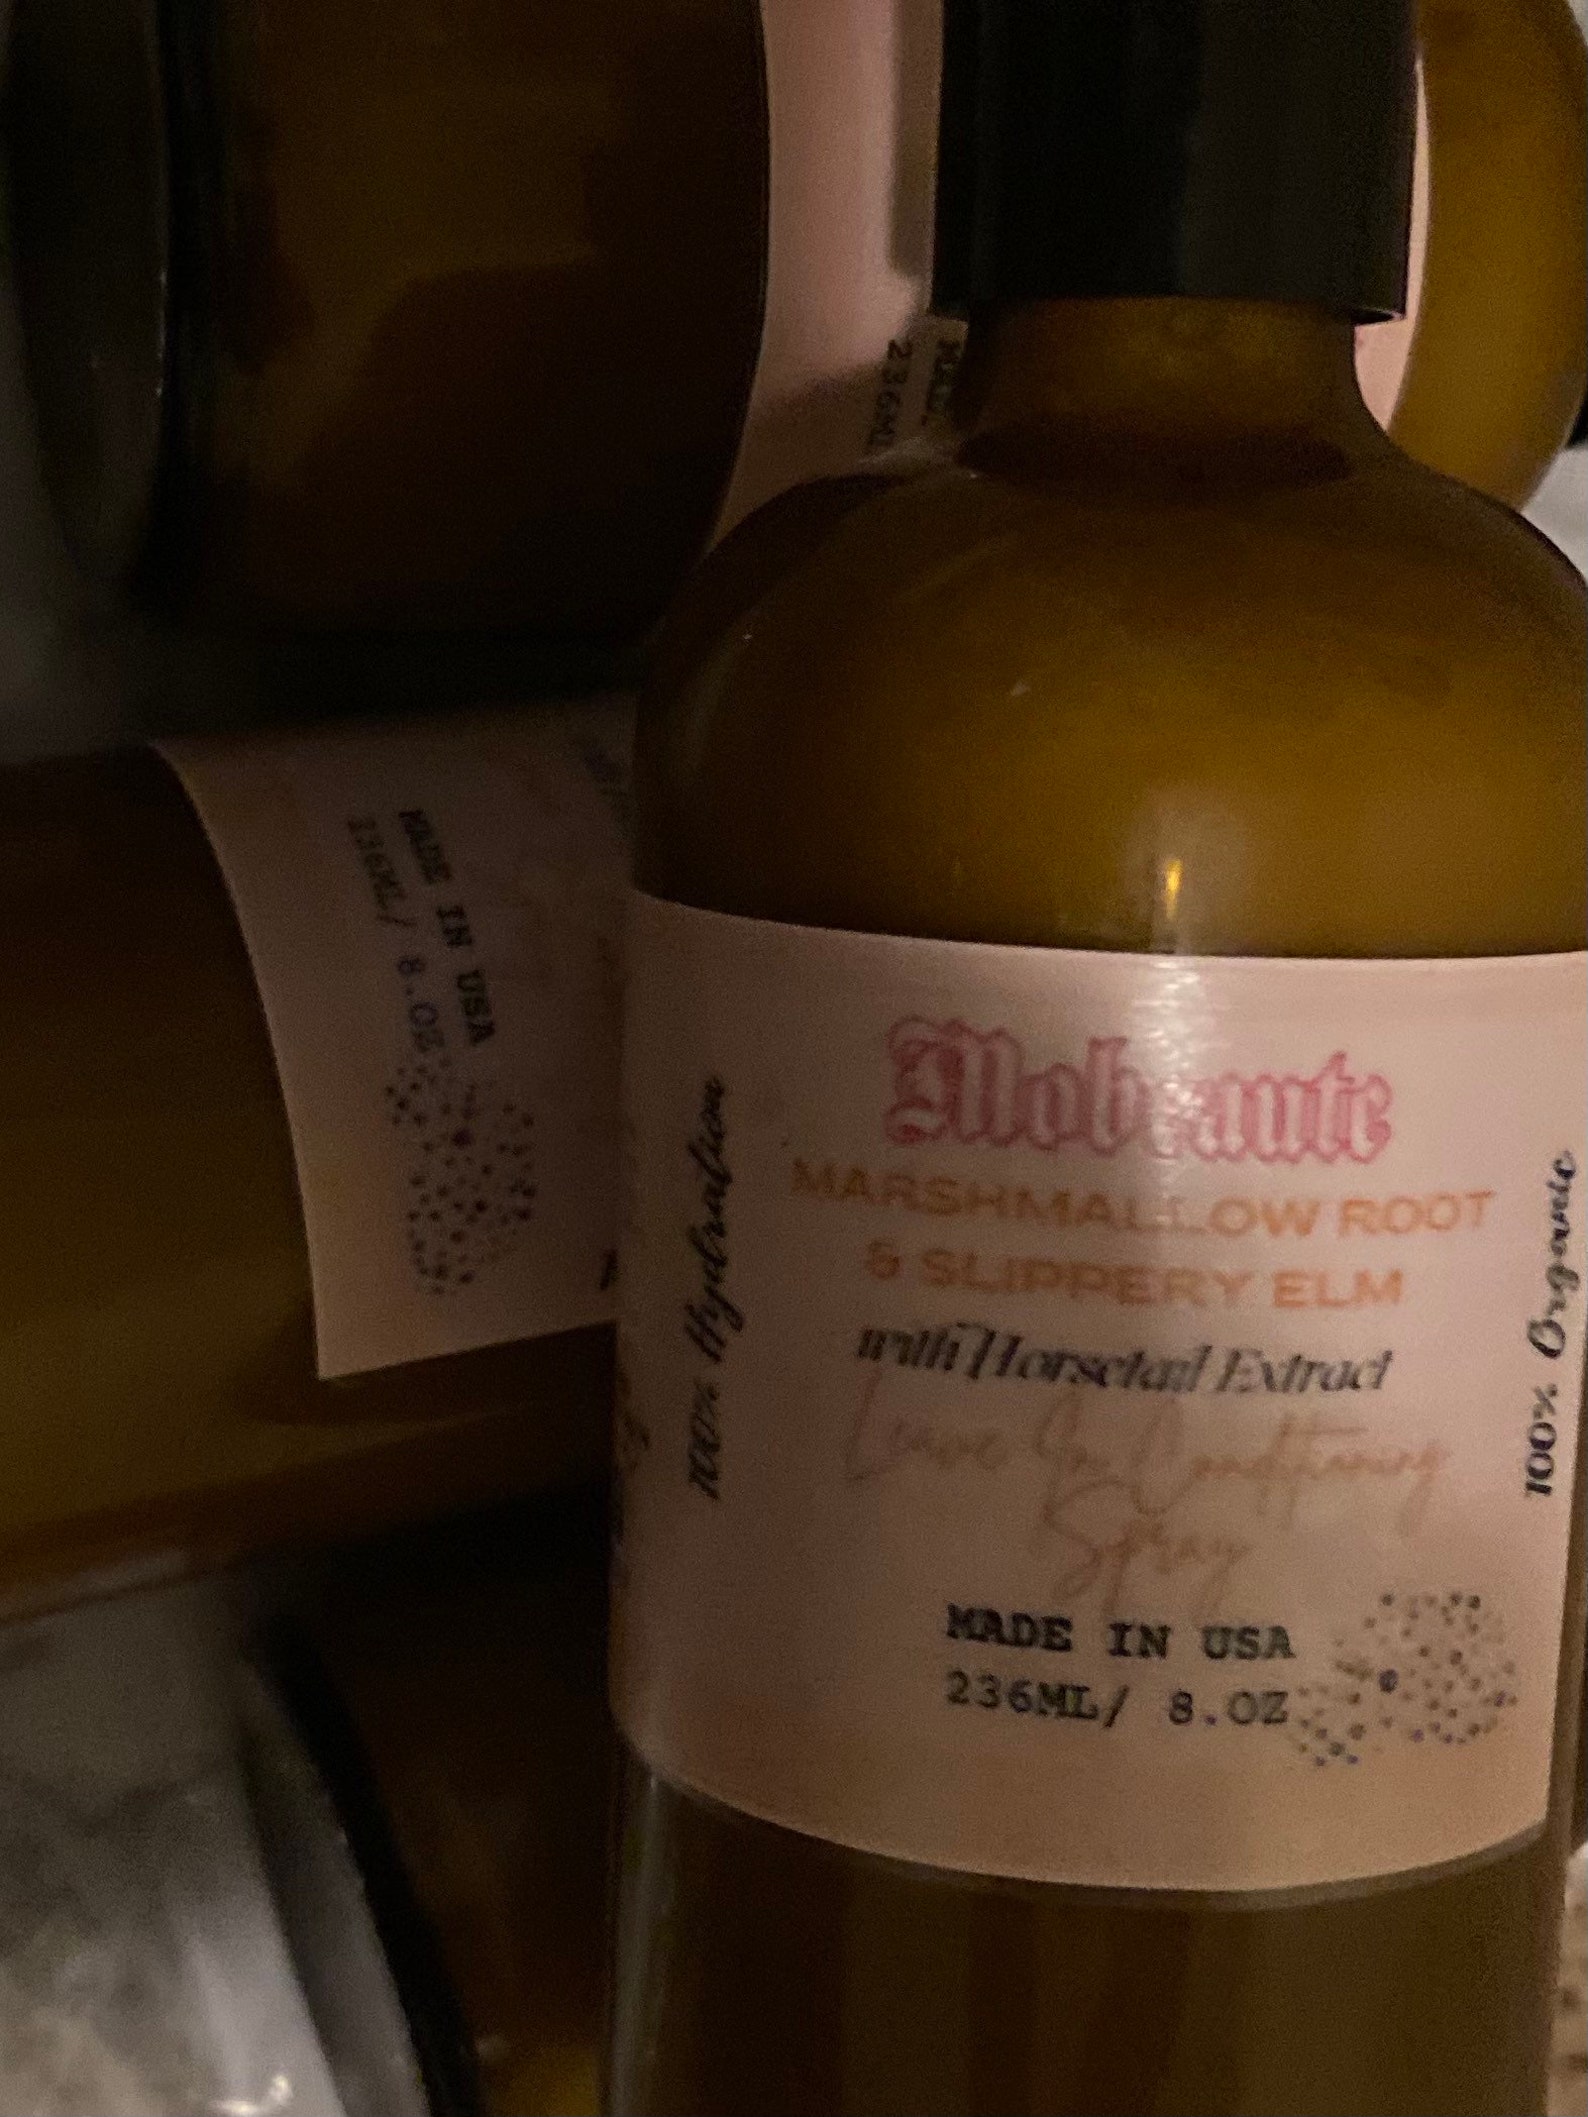 Mobeaute
MARSHMALLOW ROOT
& SLIPPERY ELM
with Horsetail Extract
Leave In Conditioning
Spray
MADE IN USA
236ML/ 8.OZ
100% Hydration
100% Organic
MADE IN USA
236ML/ 8.OZ
236ML